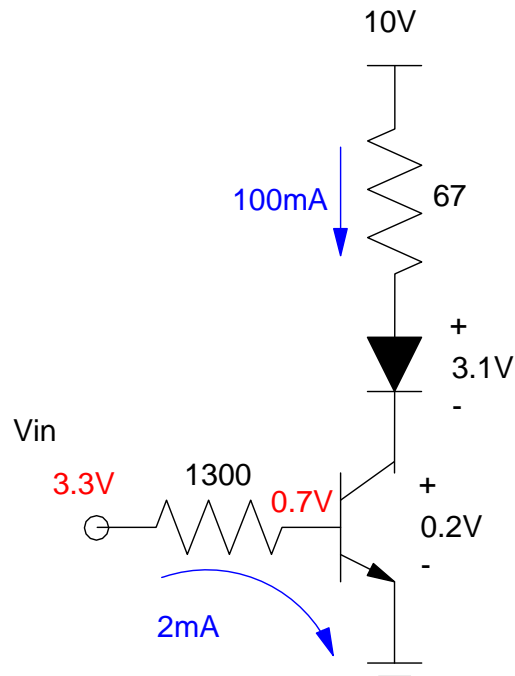 10V
100mA
67
+
3.1V
-
Vin
3.3V
1300
0.7V
+
0.2V
-
2mA